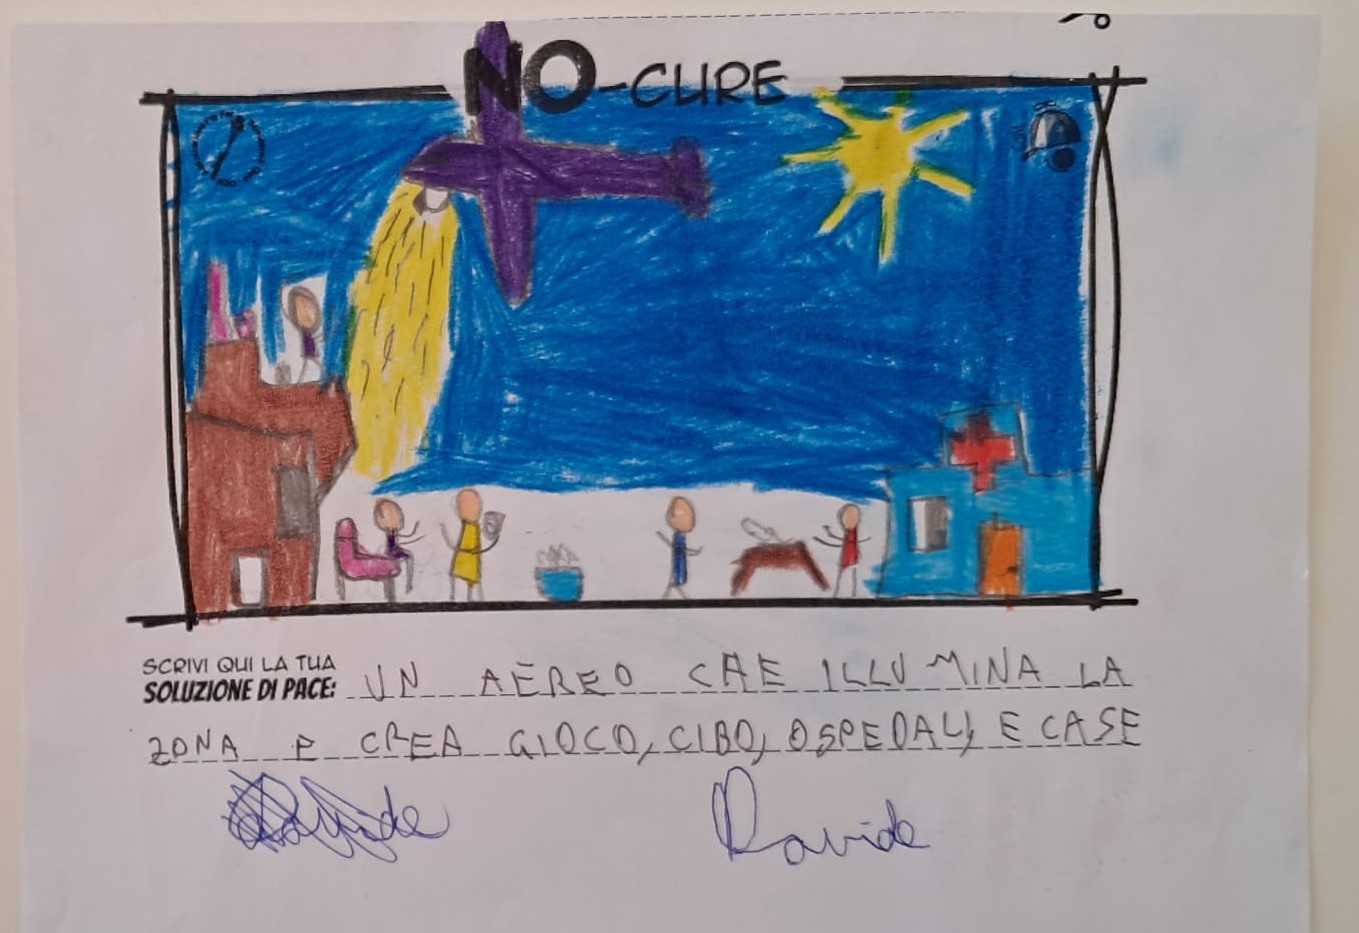 NO-CURE
SCRIVI QUI LA TUA
SOLUZIONE DI PACE: UN AEREO CHE ILLUMINA LA
ZONA E CREA GIOCO, CIBO, OSPEDALI, E CASE
Davide